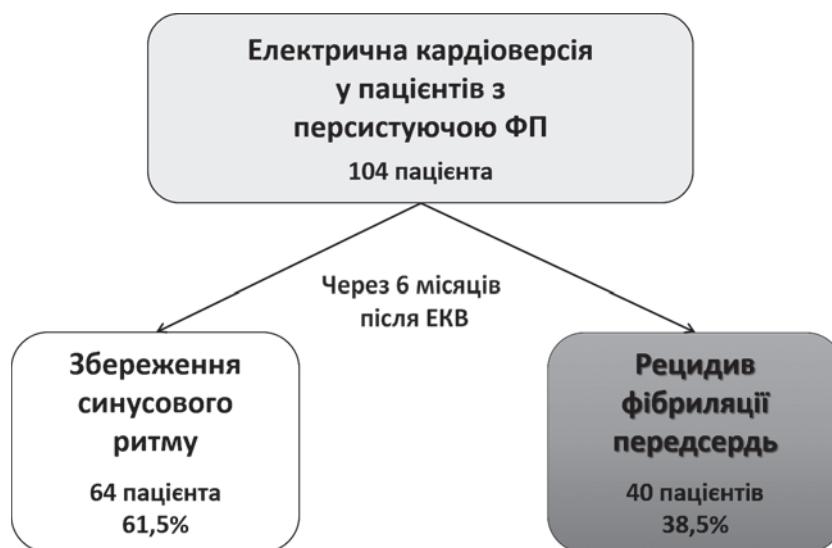 Електрична кардіоверсія
у пацієнтів з
персистуючою ФП
104 пацієнта
Через 6 місяців
після ЕКВ
Збереження
синусового
ритму
64 пацієнта
61,5%
Рецидив
фібриляції
передсердь
40 пацієнтів
38,5%